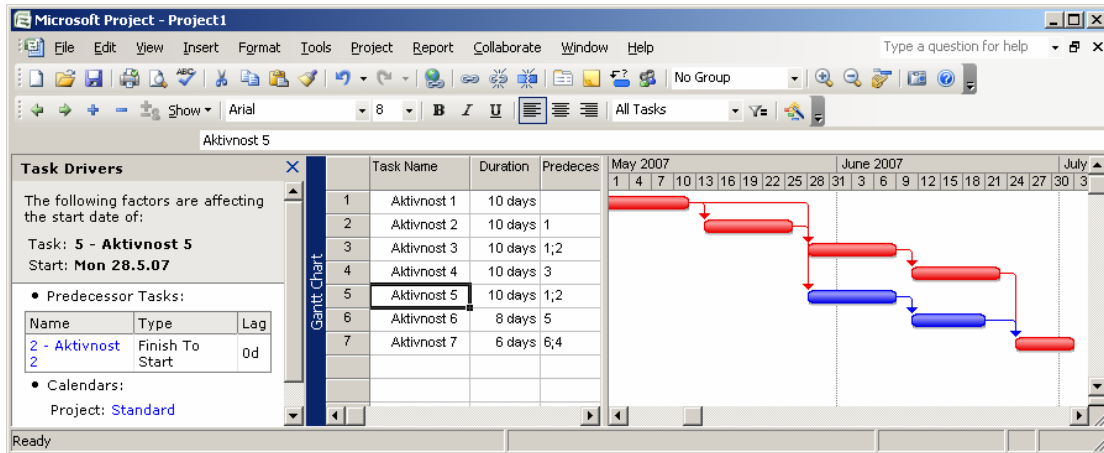 Microsoft Project - Project1
File Edit View Insert Format Tools Project Report Collaborate Window Help Type a question for help
No Group
Show Arial 8 B I U All Tasks
Aktivnost 5
Task Drivers
The following factors are affecting
the start date of:
Task: 5 - Aktivnost 5
Start: Mon 28.5.07
• Predecessor Tasks:
Name Type Lag
2 - Aktivnost 2 Finish To Start 0d
• Calendars:
Project: Standard
Gantt Chart
Task Name Duration Predeces
1 Aktivnost 1 10 days
2 Aktivnost 2 10 days 1
3 Aktivnost 3 10 days 1;2
4 Aktivnost 4 10 days 3
5 Aktivnost 5 10 days 1;2
6 Aktivnost 6 8 days 5
7 Aktivnost 7 6 days 6;4
May 2007 June 2007 July
1 4 7 10 13 16 19 22 25 28 31 3 6 9 12 15 18 21 24 27 30 3
Ready